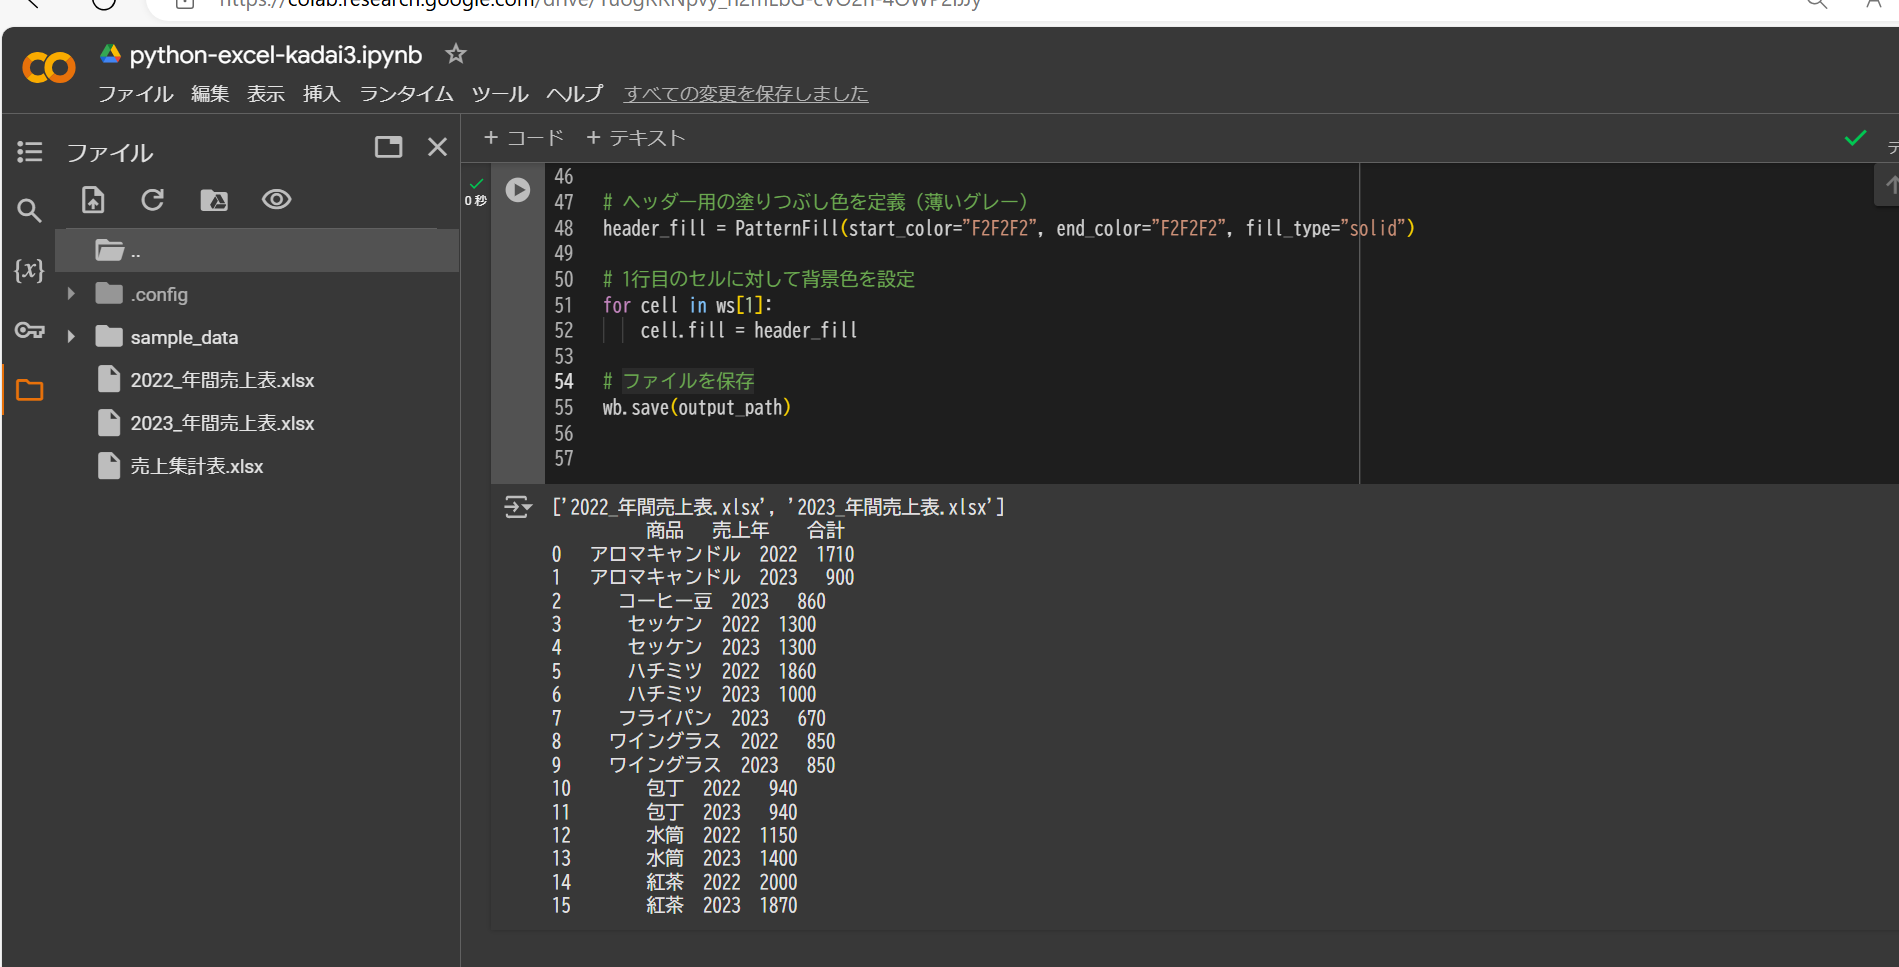 python-excel-kadai3.ipynb
ファイル 編集 表示 挿入 ランタイム ツール ヘルプ すべての変更を保存しました
ファイル
+ コード + テキスト
..
.config
sample_data
2022_年間売上表.xlsx
2023_年間売上表.xlsx
売上集計表.xlsx
{x}
0 秒
46
47 # ヘッダー用の塗りつぶし色を定義（薄いグレー）
48 header_fill = PatternFill(start_color="F2F2F2", end_color="F2F2F2", fill_type="solid")
49
50 # 1行目のセルに対して背景色を設定
51 for cell in ws[1]:
52 cell.fill = header_fill
53
54 # ファイルを保存
55 wb.save(output_path)
56
57
['2022_年間売上表.xlsx', '2023_年間売上表.xlsx']
商品 売上年 合計
0 アロマキャンドル 2022 1710
1 アロマキャンドル 2023 900
2 コーヒー豆 2023 860
3 セッケン 2022 1300
4 セッケン 2023 1300
5 ハチミツ 2022 1860
6 ハチミツ 2023 1000
7 フライパン 2023 670
8 ワイングラス 2022 850
9 ワイングラス 2023 850
10 包丁 2022 940
11 包丁 2023 940
12 水筒 2022 1150
13 水筒 2023 1400
14 紅茶 2022 2000
15 紅茶 2023 1870